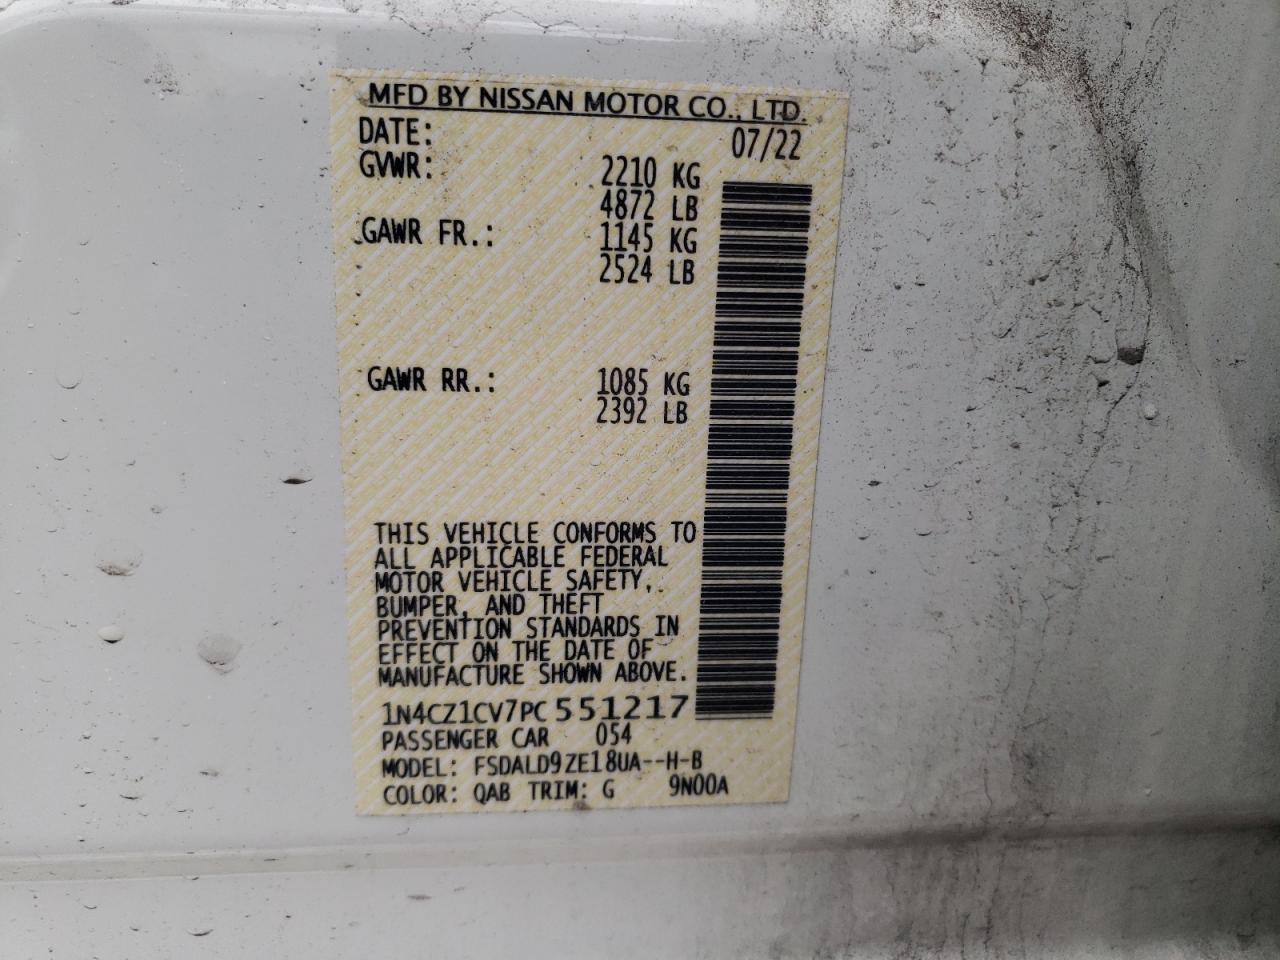 MFD BY NISSAN MOTOR CO., LTD.
DATE: 07/22
GVWR: 2210 KG
4872 LB
GAWR FR.: 1145 KG
2524 LB
GAWR RR.: 1085 KG
2392 LB
THIS VEHICLE CONFORMS TO
ALL APPLICABLE FEDERAL
MOTOR VEHICLE SAFETY,
BUMPER, AND THEFT
PREVENTION STANDARDS IN
EFFECT ON THE DATE OF
MANUFACTURE SHOWN ABOVE.
1N4CZ1CV7PC551217
PASSENGER CAR 054
MODEL: FSDALD9ZE18UA--H-B
COLOR: QAB TRIM: G 9N00A